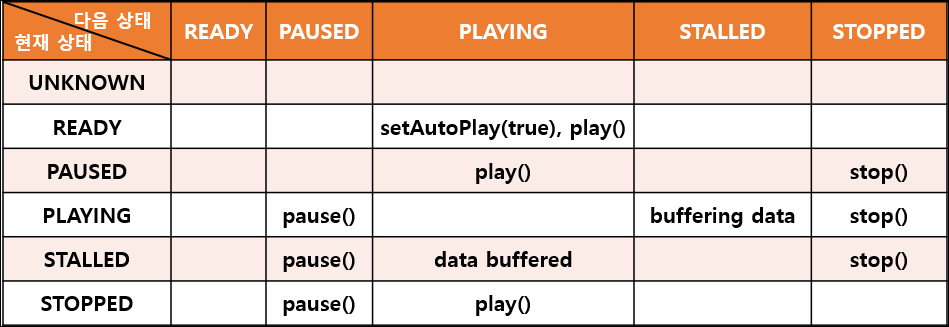 다음 상태
현재 상태
READY PAUSED PLAYING STALLED STOPPED
UNKNOWN
READY setAutoPlay(true), play()
PAUSED play() stop()
PLAYING pause() buffering data stop()
STALLED pause() data buffered stop()
STOPPED pause() play()